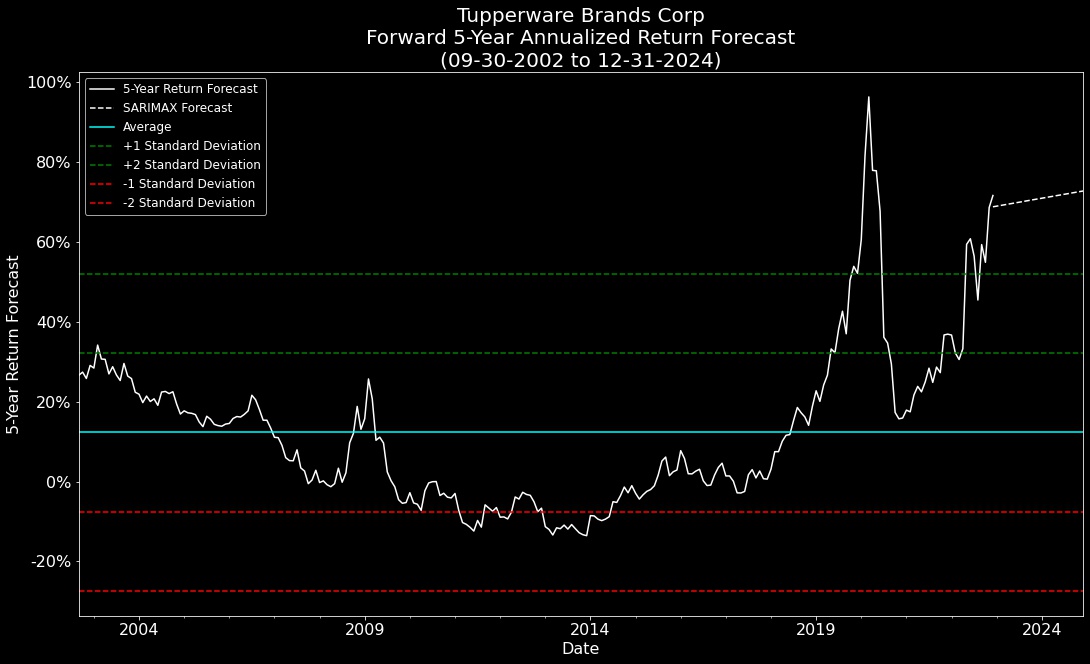 Tupperware Brands Corp
Forward 5-Year Annualized Return Forecast
(09-30-2002 to 12-31-2024)
5-Year Return Forecast
SARIMAX Forecast
Average
+1 Standard Deviation
+2 Standard Deviation
-1 Standard Deviation
-2 Standard Deviation
100%
80%
60%
40%
20%
0%
-20%
5-Year Return Forecast
2004
2009
2014
2019
2024
Date